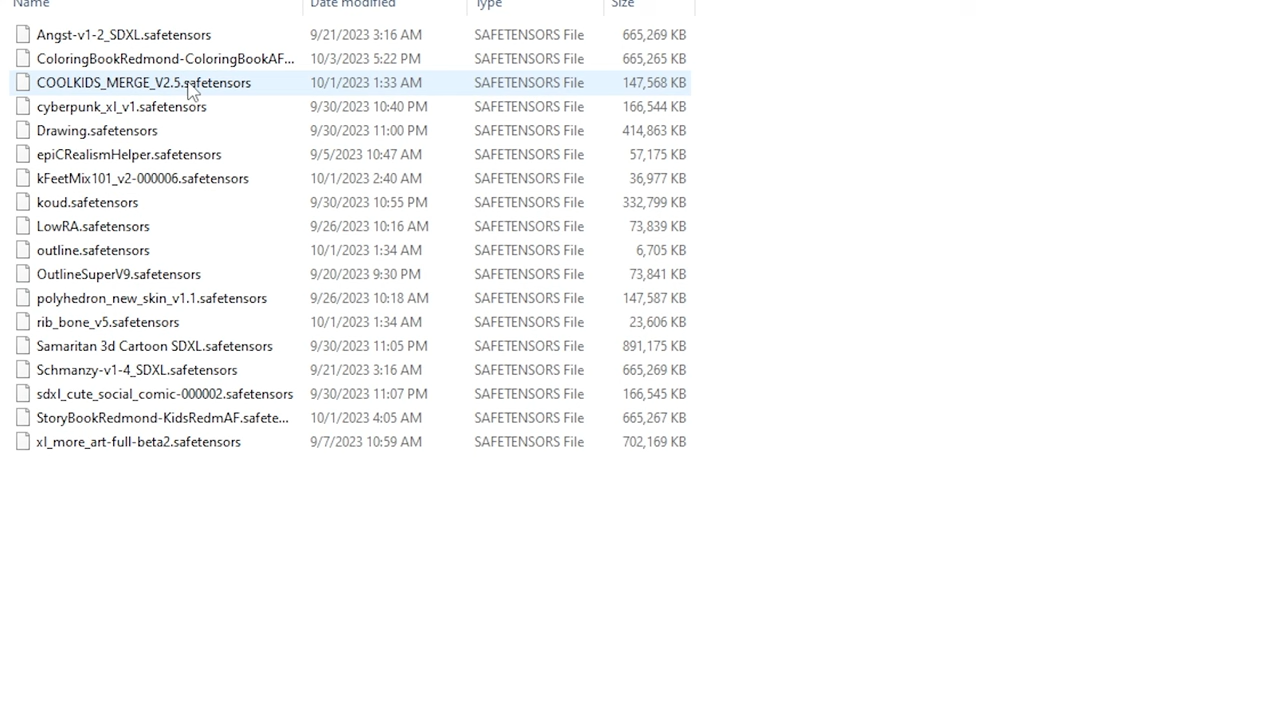 Name Date modified Type Size
Angst-v1-2_SDXL.safetensors 9/21/2023 3:16 AM SAFETENSORS File 665,269 KB
ColoringBookRedmond-ColoringBookAF... 10/3/2023 5:22 PM SAFETENSORS File 665,265 KB
COOLKIDS_MERGE_V2.5.safetensors 10/1/2023 1:33 AM SAFETENSORS File 147,568 KB
cyberpunk_xl_v1.safetensors 9/30/2023 10:40 PM SAFETENSORS File 166,544 KB
Drawing.safetensors 9/30/2023 11:00 PM SAFETENSORS File 414,863 KB
epiCRealismHelper.safetensors 9/5/2023 10:47 AM SAFETENSORS File 57,175 KB
kFeetMix101_v2-000006.safetensors 10/1/2023 2:40 AM SAFETENSORS File 36,977 KB
koud.safetensors 9/30/2023 10:55 PM SAFETENSORS File 332,799 KB
LowRA.safetensors 9/26/2023 10:16 AM SAFETENSORS File 73,839 KB
outline.safetensors 10/1/2023 1:34 AM SAFETENSORS File 6,705 KB
OutlineSuperV9.safetensors 9/20/2023 9:30 PM SAFETENSORS File 73,841 KB
polyhedron_new_skin_v1.1.safetensors 9/26/2023 10:18 AM SAFETENSORS File 147,587 KB
rib_bone_v5.safetensors 10/1/2023 1:34 AM SAFETENSORS File 23,606 KB
Samaritan 3d Cartoon SDXL.safetensors 9/30/2023 11:05 PM SAFETENSORS File 891,175 KB
Schmanzy-v1-4_SDXL.safetensors 9/21/2023 3:16 AM SAFETENSORS File 665,269 KB
sdxl_cute_social_comic-000002.safetensors 9/30/2023 11:07 PM SAFETENSORS File 166,545 KB
StoryBookRedmond-KidsRedmAF.safete... 10/1/2023 4:05 AM SAFETENSORS File 665,267 KB
xl_more_art-full-beta2.safetensors 9/7/2023 10:59 AM SAFETENSORS File 702,169 KB